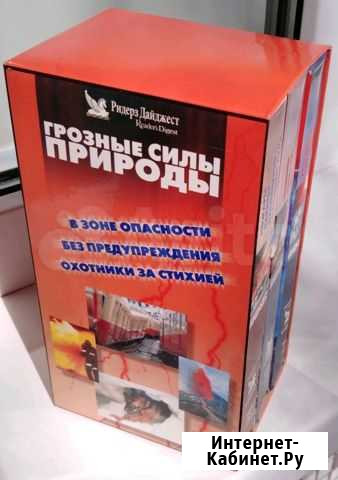 Ридерз Дайджест
Reader's Digest
ГРОЗНЫЕ СИЛЫ
ПРИРОДЫ
В ЗОНЕ ОПАСНОСТИ
БЕЗ ПРЕДУПРЕЖДЕНИЯ
ОХОТНИКИ ЗА СТИХИЕЙ
Интернет-
Кабинет.Ру